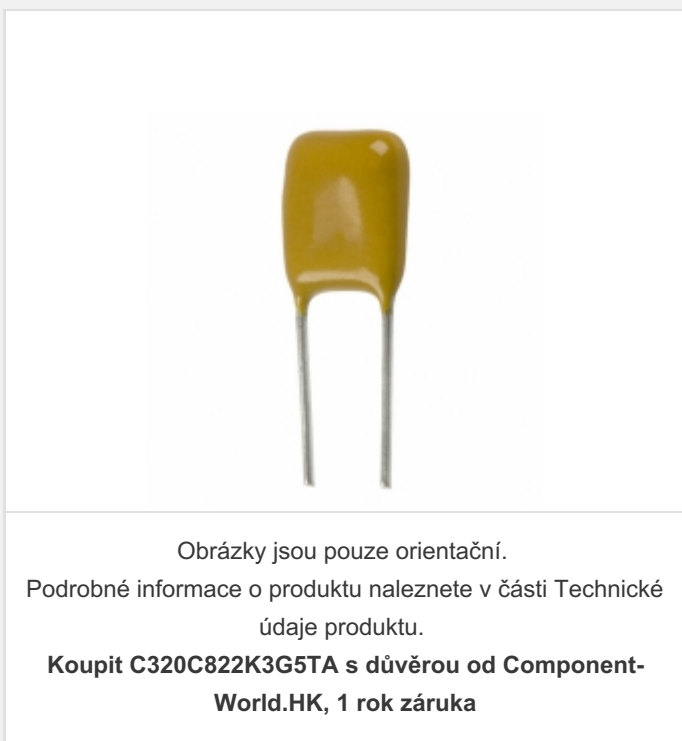 Obrázky jsou pouze orientační.
Podrobné informace o produktu naleznete v části Technické
údaje produktu.
Koupit C320C822K3G5TA s důvěrou od Component-
World.HK, 1 rok záruka